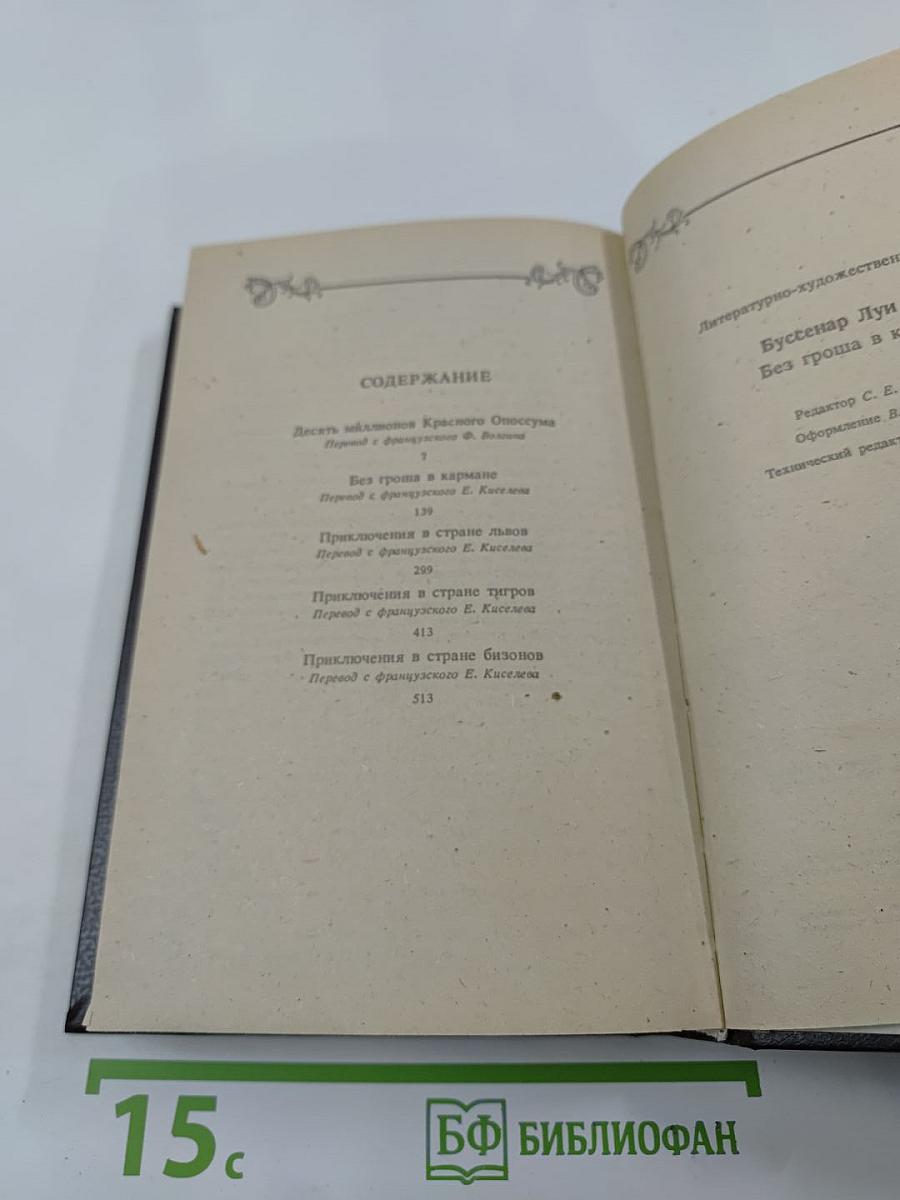 СОДЕРЖАНИЕ
Десять миллионов Красного Опоссума
Перевод с французского Ф. Волгина
7
Без гроша в кармане
Перевод с французского Е. Киселева
139
Приключения в стране львов
Перевод с французского Е. Киселева
299
Приключения в стране тигров
Перевод с французского Е. Киселева
413
Приключения в стране бизонов
Перевод с французского Е. Киселева
513
Литературно-художествен
Буссенар Луи
Без гроша в к
Редактор С. Е.
Оформление В.
Технический редакт
15 с
БФ БИБЛИОФАН